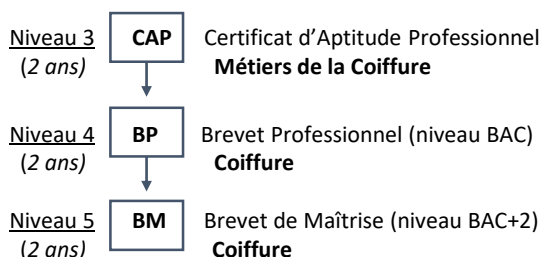 Niveau 3 CAP Certificat d’Aptitude Professionnel
(2 ans) Métiers de la Coiffure
Niveau 4 BP Brevet Professionnel (niveau BAC)
(2 ans) Coiffure
Niveau 5 BM Brevet de Maîtrise (niveau BAC+2)
(2 ans) Coiffure